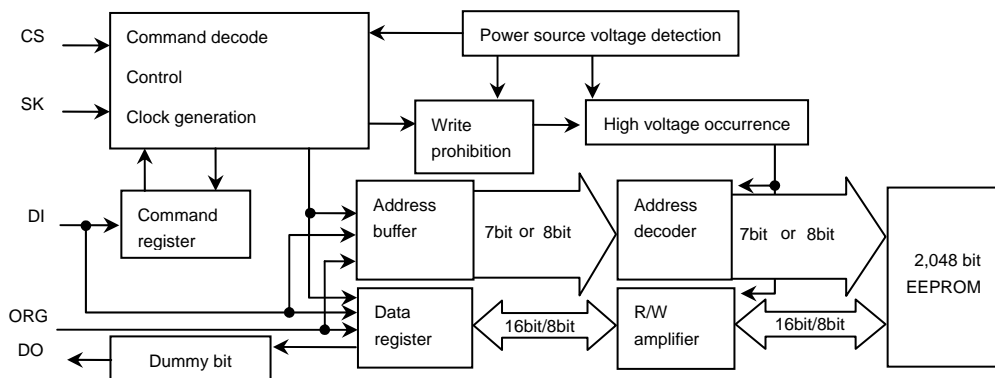 CS
Command decode
Control
Clock generation
Power source voltage detection
SK
Write
prohibition
High voltage occurrence
DI
Command
register
Address
buffer
7bit or 8bit
Address
decoder
7bit or 8bit
2,048 bit
EEPROM
ORG
Data
register
16bit/8bit
R/W
amplifier
16bit/8bit
DO
Dummy bit